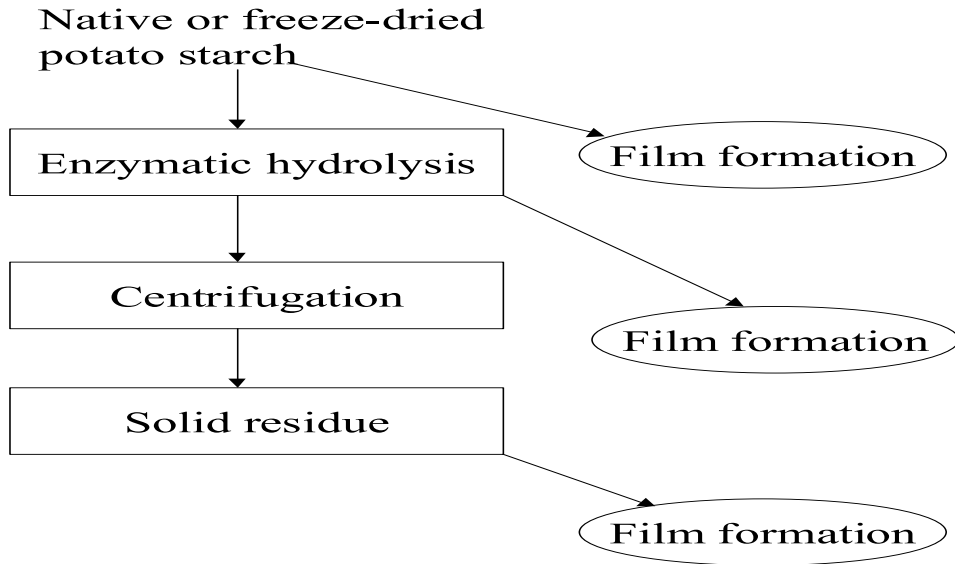 Native or freeze-dried
potato starch
Enzymatic hydrolysis
Film formation
Centrifugation
Film formation
Solid residue
Film formation